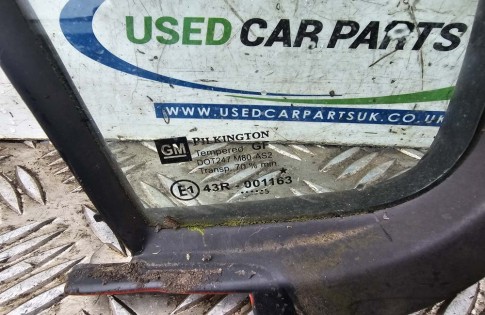 USED CAR PARTS
WWW.USEDCARPARTSUK.CO.UK
GM PILKINGTON
Tempered GF
DOT247 M80-AS2
Transp. 70 % min
E1 43R - 001163